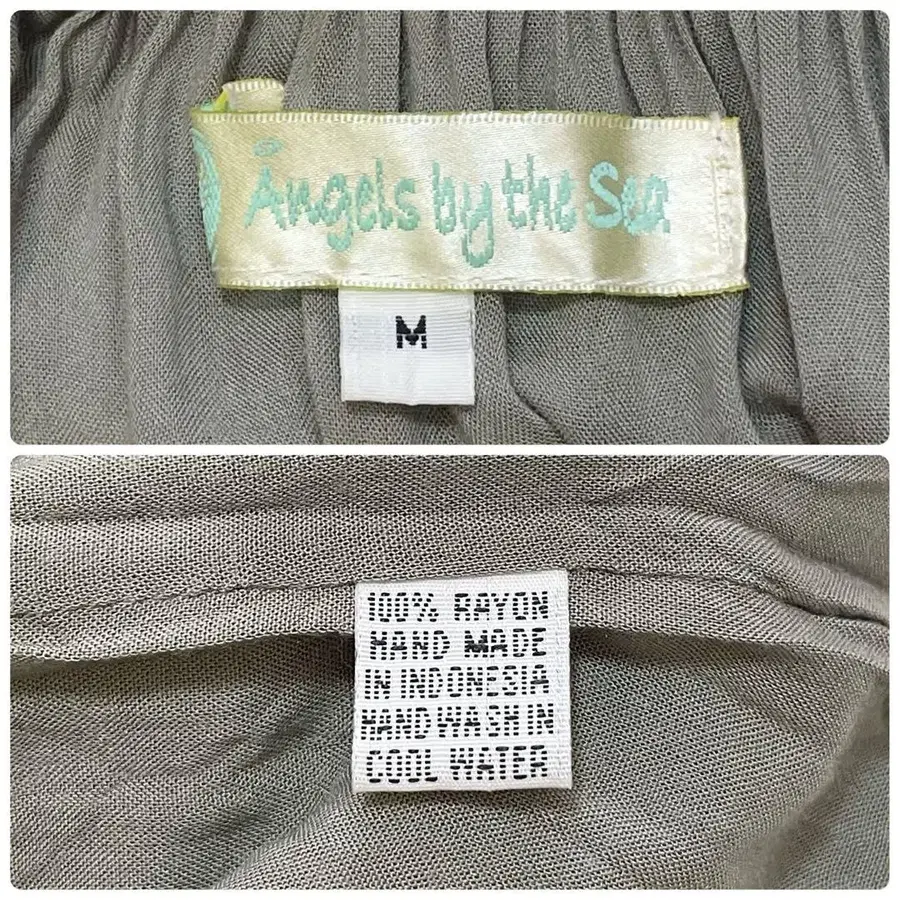 Angels by the Sea
M
100% RAYON
HAND MADE
IN INDONESIA
HAND WASH IN
COOL WATER